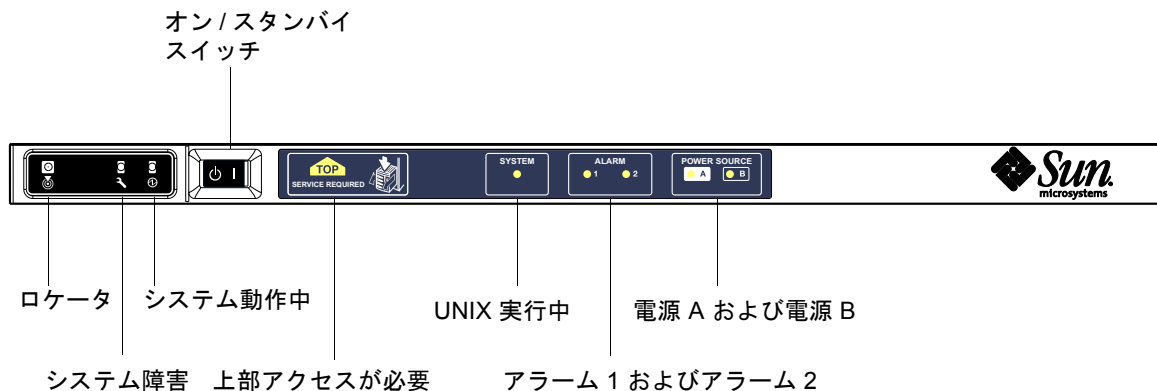 オン / スタンバイ
スイッチ
TOP
SERVICE REQUIRED
SYSTEM
ALARM
1 2
POWER SOURCE
A B
Sun
microsystems
ロケータ システム動作中 UNIX 実行中 電源 A および電源 B
システム障害 上部アクセスが必要 アラーム 1 およびアラーム 2